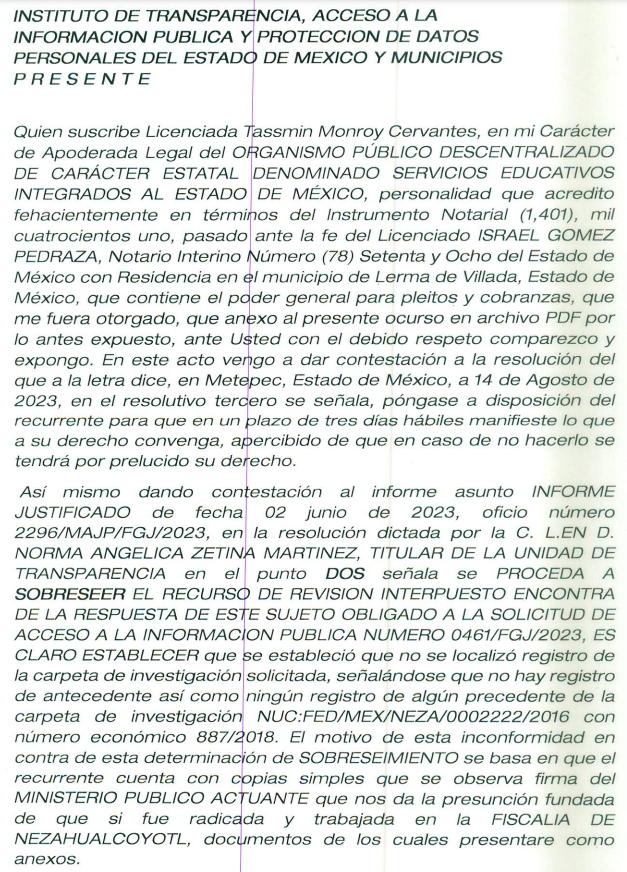 INSTITUTO DE TRANSPARENCIA, ACCESO A LA
INFORMACION PUBLICA Y PROTECCION DE DATOS
PERSONALES DEL ESTADO DE MEXICO Y MUNICIPIOS
P R E S E N T E
Quien suscribe Licenciada Tassmin Monroy Cervantes, en mi Carácter
de Apoderada Legal del ORGANISMO PÚBLICO DESCENTRALIZADO
DE CARÁCTER ESTATAL DENOMINADO SERVICIOS EDUCATIVOS
INTEGRADOS AL ESTADO DE MÉXICO, personalidad que acredito
fehacientemente en términos del Instrumento Notarial (1,401), mil
cuatrocientos uno, pasado ante la fe del Licenciado ISRAEL GOMEZ
PEDRAZA, Notario Interino Número (78) Setenta y Ocho del Estado de
México con Residencia en el municipio de Lerma de Villada, Estado de
México, que contiene el poder general para pleitos y cobranzas, que
me fuera otorgado, que anexo al presente ocurso en archivo PDF por
lo antes expuesto, ante Usted con el debido respeto comparezco y
expongo. En este acto vengo a dar contestación a la resolución del
que a la letra dice, en Metepec, Estado de México, a 14 de Agosto de
2023, en el resolutivo tercero se señala, póngase a disposición del
recurrente para que en un plazo de tres días hábiles manifieste lo que
a su derecho convenga, apercibido de que en caso de no hacerlo se
tendrá por prelucido su derecho.
Así mismo dando contestación al informe asunto INFORME
JUSTIFICADO de fecha 02 junio de 2023, oficio número
2296/MAJP/FGJ/2023, en la resolución dictada por la C. L.EN D.
NORMA ANGELICA ZETINA MARTINEZ, TITULAR DE LA UNIDAD DE
TRANSPARENCIA en el punto DOS señala se PROCEDA A
SOBRESEER EL RECURSO DE REVISION INTERPUESTO ENCONTRA
DE LA RESPUESTA DE ESTE SUJETO OBLIGADO A LA SOLICITUD DE
ACCESO A LA INFORMACION PUBLICA NUMERO 0461/FGJ/2023, ES
CLARO ESTABLECER que se estableció que no se localizó registro de
la carpeta de investigación solicitada, señalándose que no hay registro
de antecedente así como ningún registro de algún precedente de la
carpeta de investigación NUC:FED/MEX/NEZA/0002222/2016 con
número económico 887/2018. El motivo de esta inconformidad en
contra de esta determinación de SOBRESEIMIENTO se basa en que el
recurrente cuenta con copias simples que se observa firma del
MINISTERIO PUBLICO ACTUANTE que nos da la presunción fundada
de que si fue radicada y trabajada en la FISCALIA DE
NEZAHUALCOYOTL, documentos de los cuales presentare como
anexos.